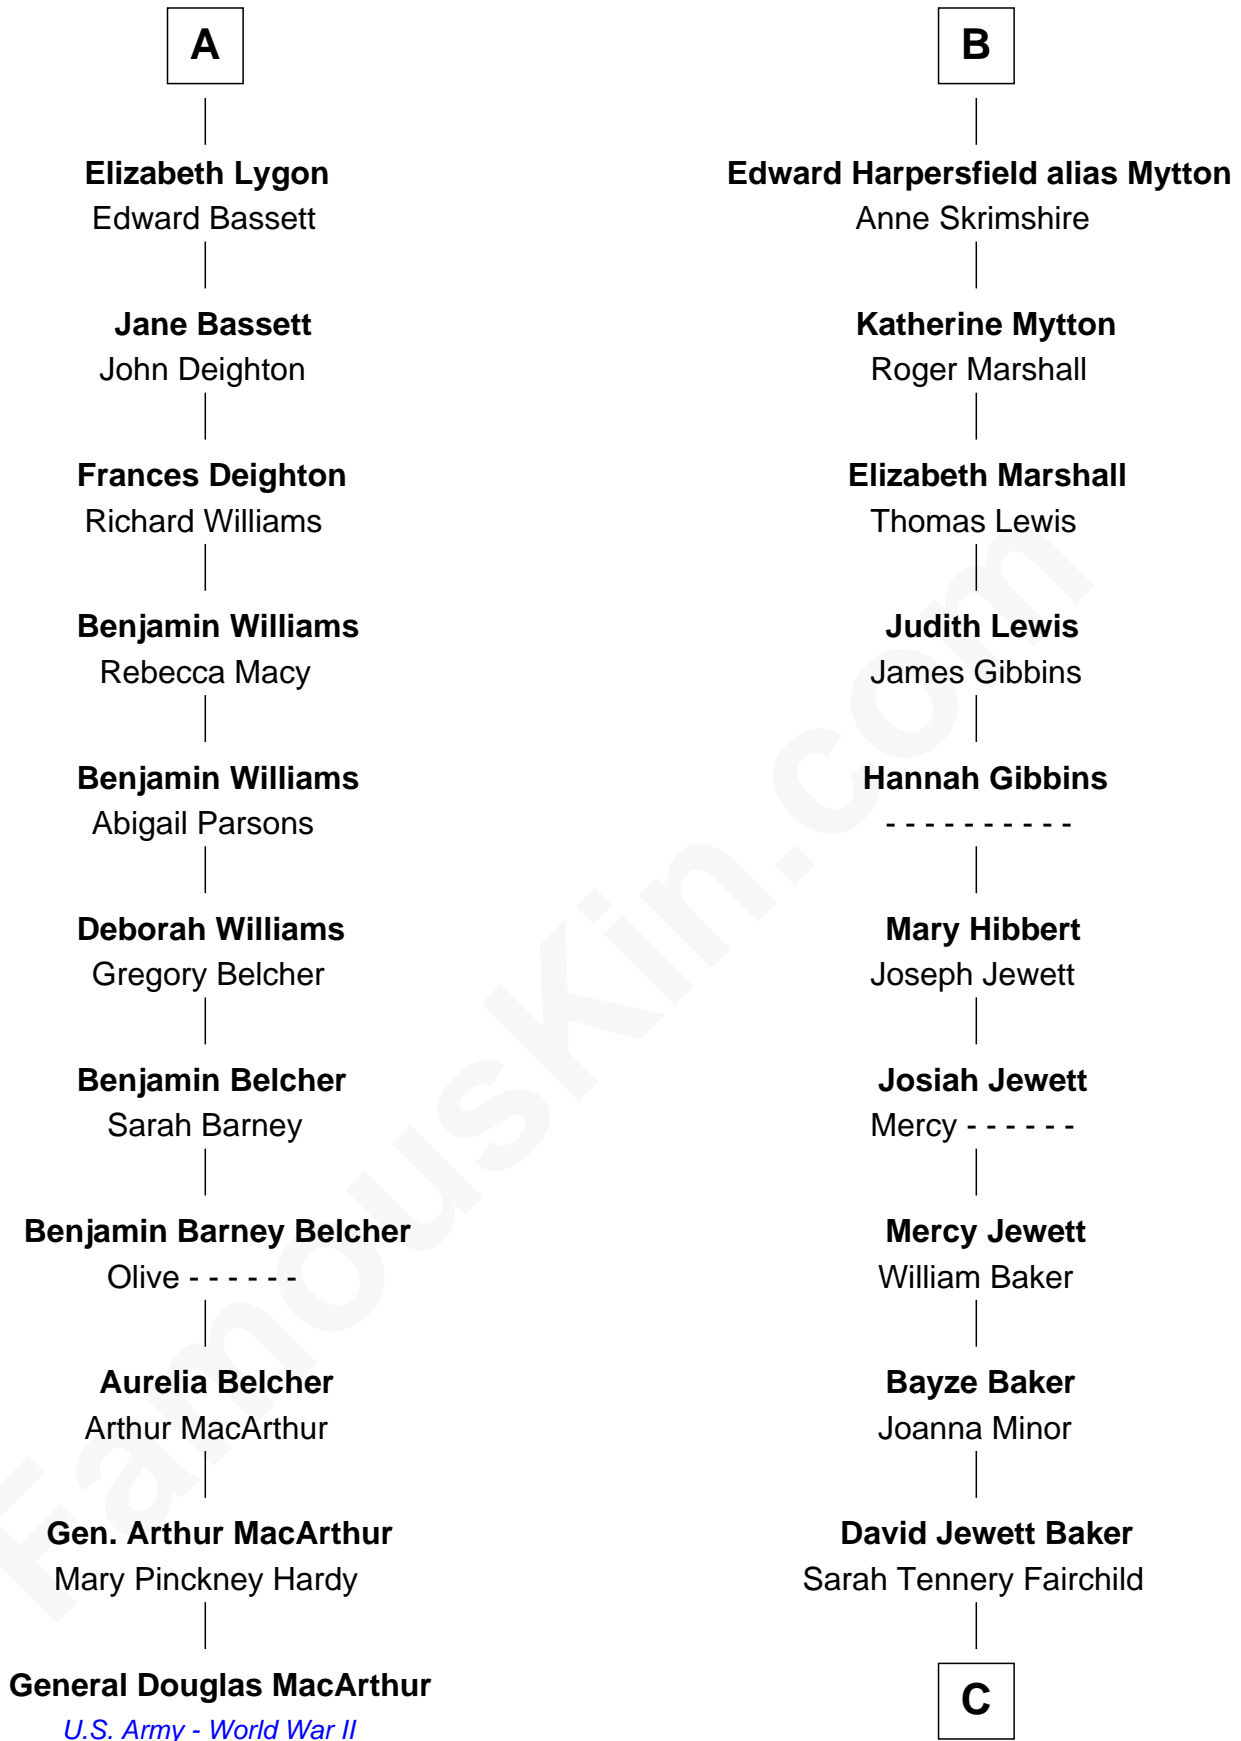 A
Elizabeth Lygon
Edward Bassett
Jane Bassett
John Deighton
Frances Deighton
Richard Williams
Benjamin Williams
Rebecca Macy
Benjamin Williams
Abigail Parsons
Deborah Williams
Gregory Belcher
Benjamin Belcher
Sarah Barney
Benjamin Barney Belcher
Olive - - - - - -
Aurelia Belcher
Arthur MacArthur
Gen. Arthur MacArthur
Mary Pinckney Hardy
General Douglas MacArthur
U.S. Army - World War II
B
Edward Harpersfield alias Mytton
Anne Skrimshire
Katherine Mytton
Roger Marshall
Elizabeth Marshall
Thomas Lewis
Judith Lewis
James Gibbins
Hannah Gibbins
- - - - - - - - - -
Mary Hibbert
Joseph Jewett
Josiah Jewett
Mercy - - - - - -
Mercy Jewett
William Baker
Bayze Baker
Joanna Minor
David Jewett Baker
Sarah Tennery Fairchild
C
FamousKin.com